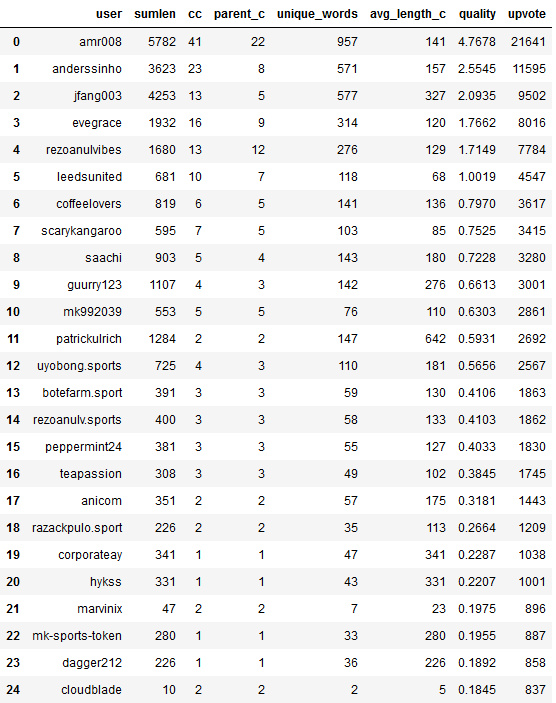 user sumlen cc parent_c unique_words avg_length_c quality upvote
0 amr008 5782 41 22 957 141 4.7678 21641
1 anderssinho 3623 23 8 571 157 2.5545 11595
2 jfang003 4253 13 5 577 327 2.0935 9502
3 evegrace 1932 16 9 314 120 1.7662 8016
4 rezoanulvibes 1680 13 12 276 129 1.7149 7784
5 leedsunited 681 10 7 118 68 1.0019 4547
6 coffeelovers 819 6 5 141 136 0.7970 3617
7 scarykangaroo 595 7 5 103 85 0.7525 3415
8 saachi 903 5 4 143 180 0.7228 3280
9 guurry123 1107 4 3 142 276 0.6613 3001
10 mk992039 553 5 5 76 110 0.6303 2861
11 patrickulrich 1284 2 2 147 642 0.5931 2692
12 uyobong.sports 725 4 3 110 181 0.5656 2567
13 botefarm.sport 391 3 3 59 130 0.4106 1863
14 rezoanulv.sports 400 3 3 58 133 0.4103 1862
15 peppermint24 381 3 3 55 127 0.4033 1830
16 teapassion 308 3 3 49 102 0.3845 1745
17 anicom 351 2 2 57 175 0.3181 1443
18 razackpulo.sport 226 2 2 35 113 0.2664 1209
19 corporateay 341 1 1 47 341 0.2287 1038
20 hykss 331 1 1 43 331 0.2207 1001
21 marvinix 47 2 2 7 23 0.1975 896
22 mk-sports-token 280 1 1 33 280 0.1955 887
23 dagger212 226 1 1 36 226 0.1892 858
24 cloudblade 10 2 2 2 5 0.1845 837